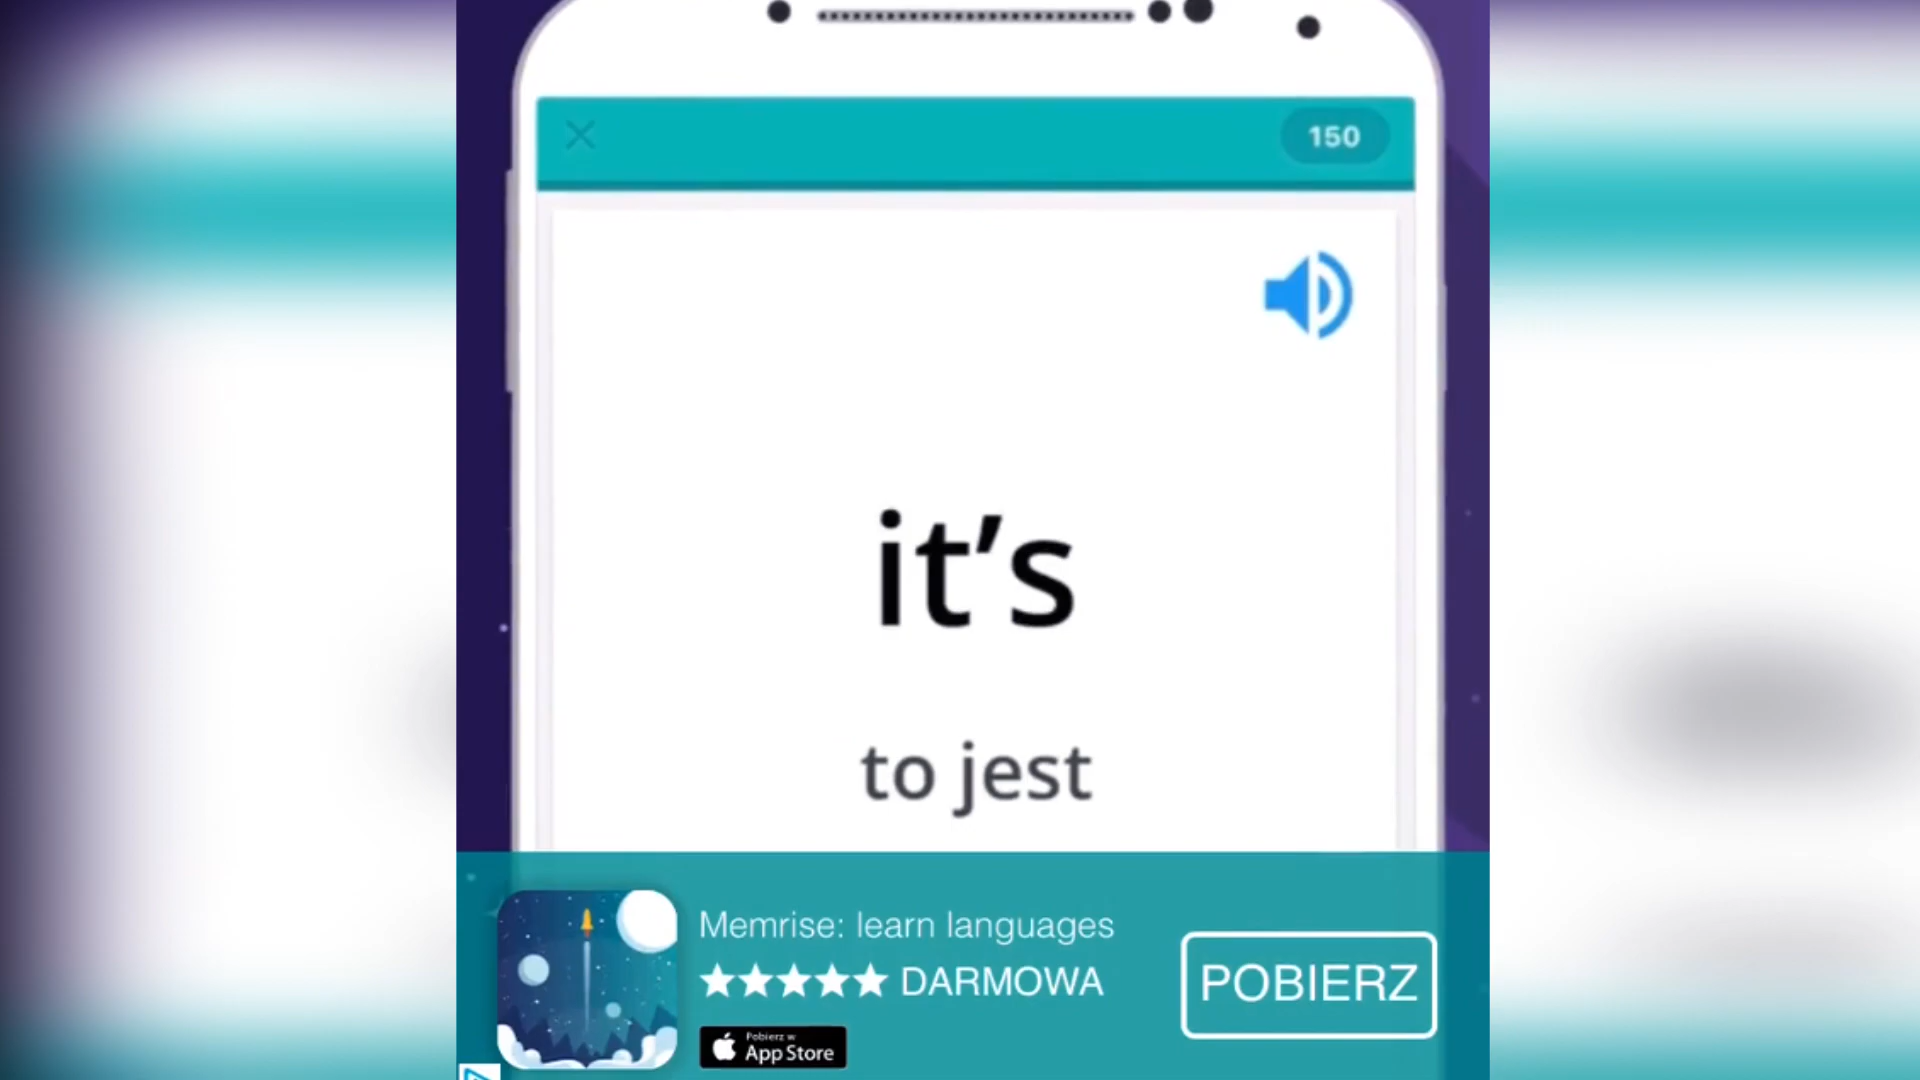 150
it’s
to jest
Memrise: learn languages
DARMOWA
POBIERZ
Pobierz w
App Store